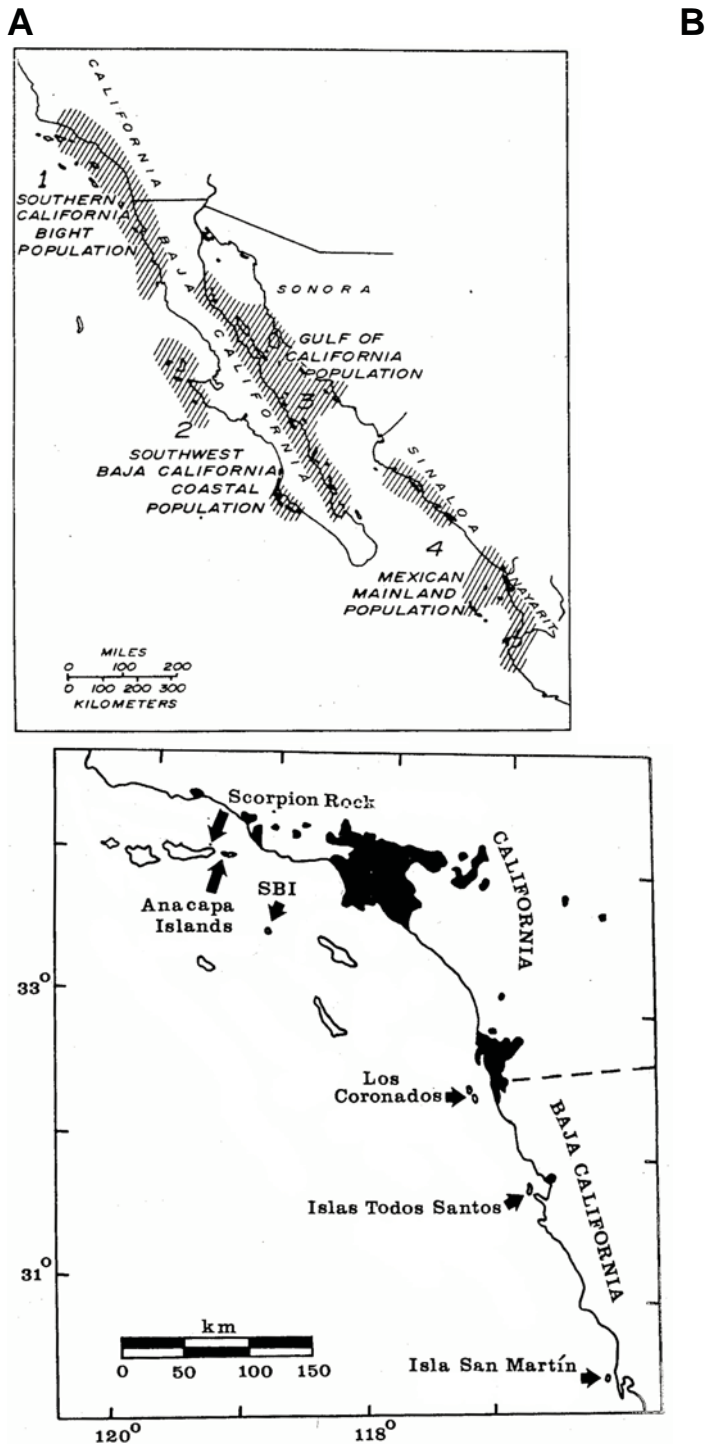 A
B
CALIFORNIA
1
SOUTHERN
CALIFORNIA
BIGHT
POPULATION
BAJA CALIFORNIA
SONORA
GULF OF
CALIFORNIA
POPULATION
3
2
SOUTHWEST
BAJA CALIFORNIA
COASTAL
POPULATION
SINALOA
4
MEXICAN
MAINLAND
POPULATION
NAYARIT
MILES
0 100 200
0 100 200 300
KILOMETERS
Scorpion Rock
Anacapa
Islands
SBI
CALIFORNIA
33°
Los
Coronados
BAJA CALIFORNIA
Islas Todos Santos
31°
km
0 50 100 150
Isla San Martín
120° 118°